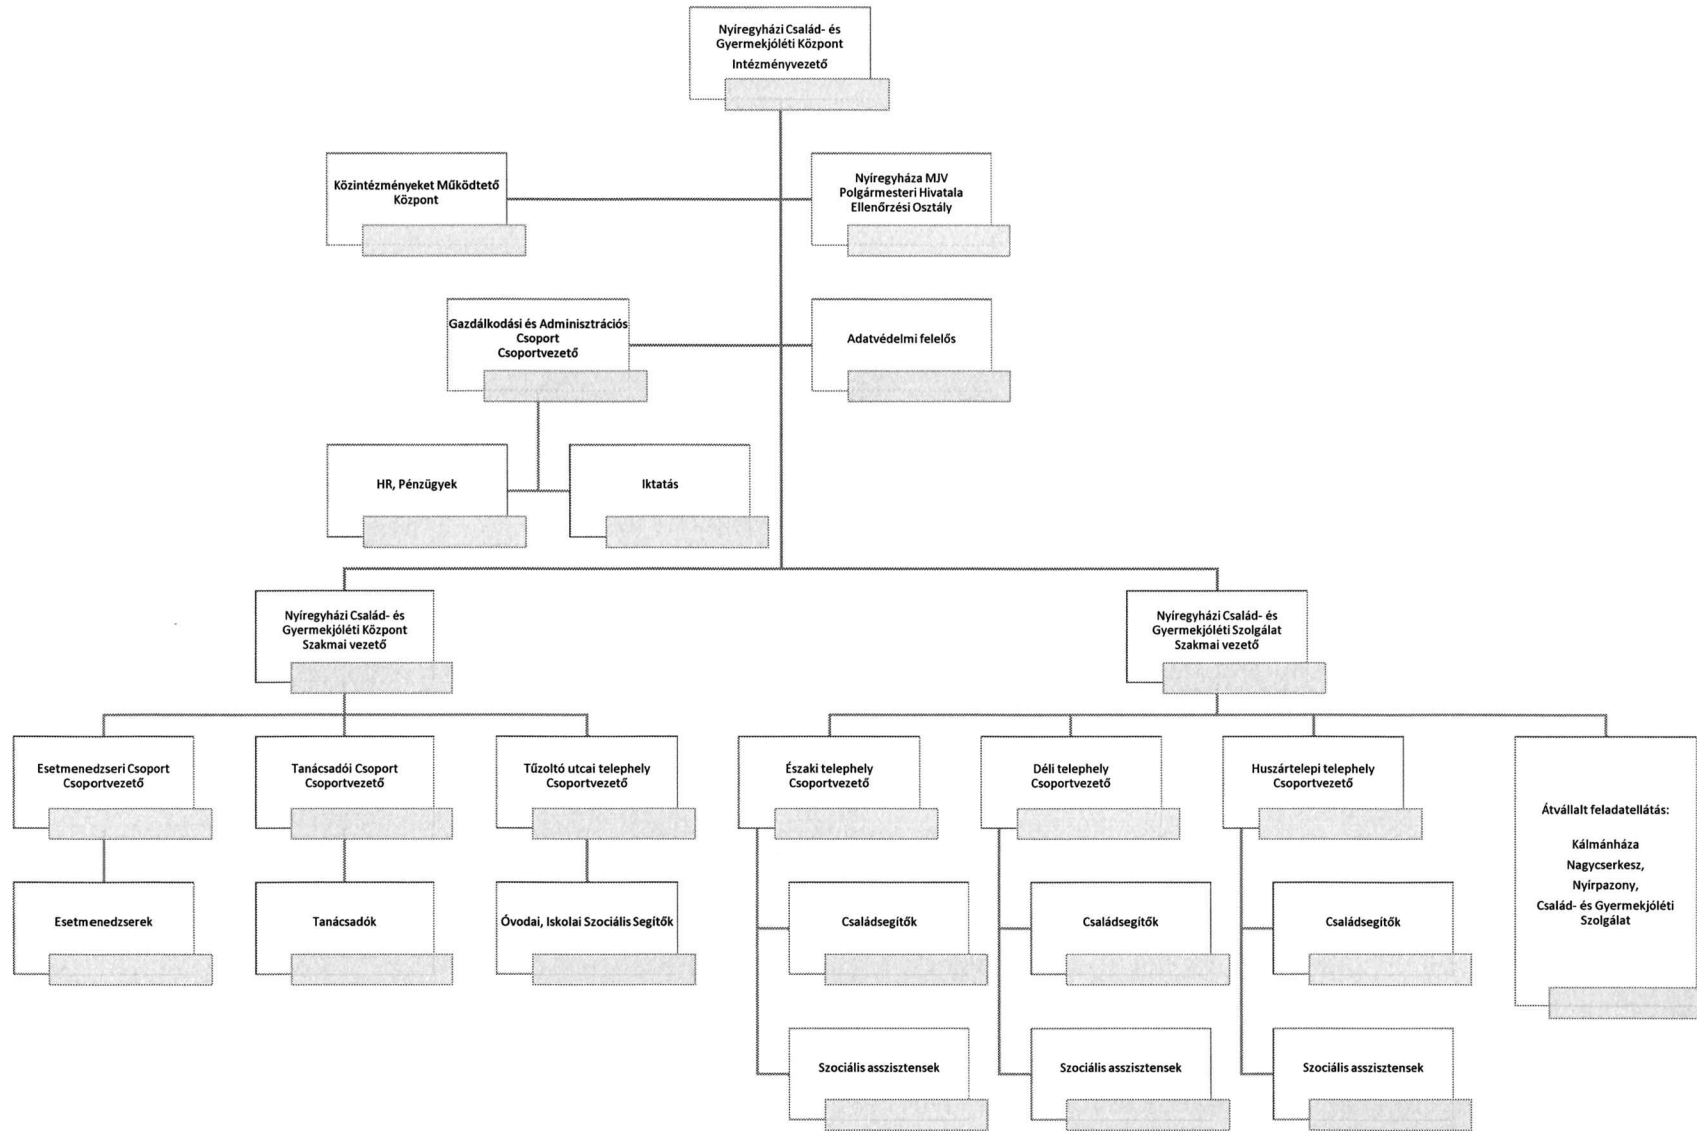 Nyíregyházi Család- és
Gyermekjóléti Központ
Intézményvezető
Közintézményeket Működtető
Központ
Nyíregyháza MJV
Polgármesteri Hivatala
Ellenőrzési Osztály
Gazdálkodási és Adminisztrációs
Csoport
Csoportvezető
Adatvédelmi felelős
HR, Pénzügyek
Iktatás
Nyíregyházi Család- és
Gyermekjóléti Központ
Szakmai vezető
Nyíregyházi Család- és
Gyermekjóléti Szolgálat
Szakmai vezető
Esetmenedzseri Csoport
Csoportvezető
Tanácsadói Csoport
Csoportvezető
Tűzoltó utcai telephely
Csoportvezető
Északi telephely
Csoportvezető
Déli telephely
Csoportvezető
Huszártelepi telephely
Csoportvezető
Átvállalt feladatellátás:
Kálmánháza
Nagycserkesz,
Nyírpazony,
Család- és Gyermekjóléti
Szolgálat
Esetmenedzserek
Tanácsadók
Óvodai, Iskolai Szociális Segítők
Családsegítők
Családsegítők
Családsegítők
Szociális asszisztensek
Szociális asszisztensek
Szociális asszisztensek